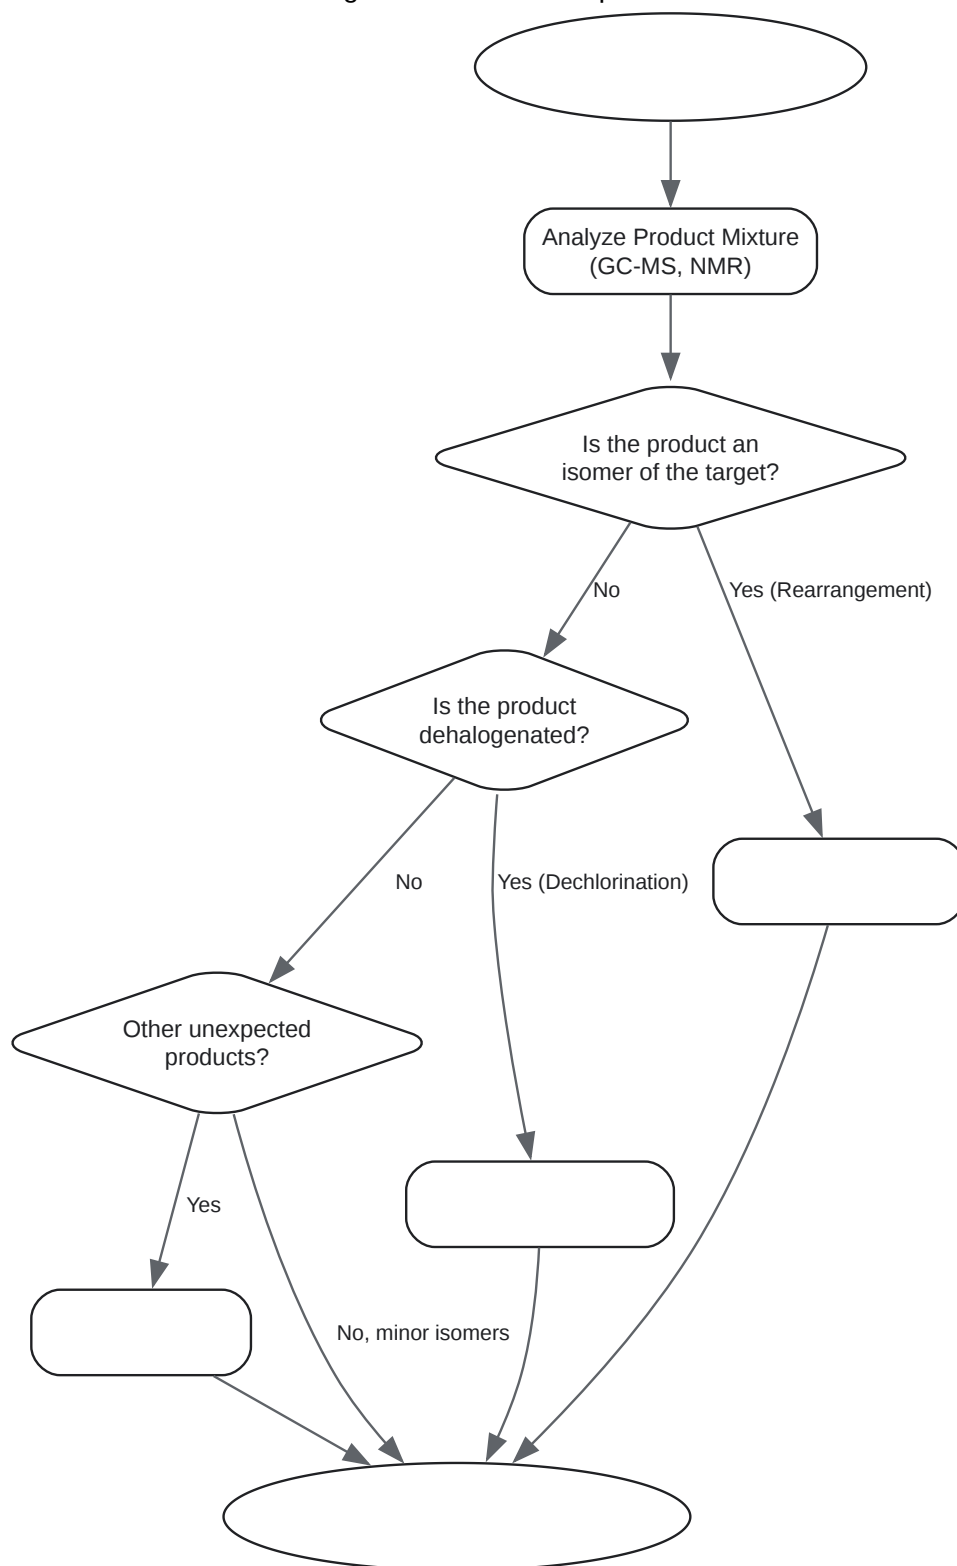 Analyze Product Mixture
(GC-MS, NMR)
Is the product an
isomer of the target?
No
Yes (Rearrangement)
Is the product
dehalogenated?
No
Yes (Dechlorination)
Other unexpected
products?
Yes
No, minor isomers